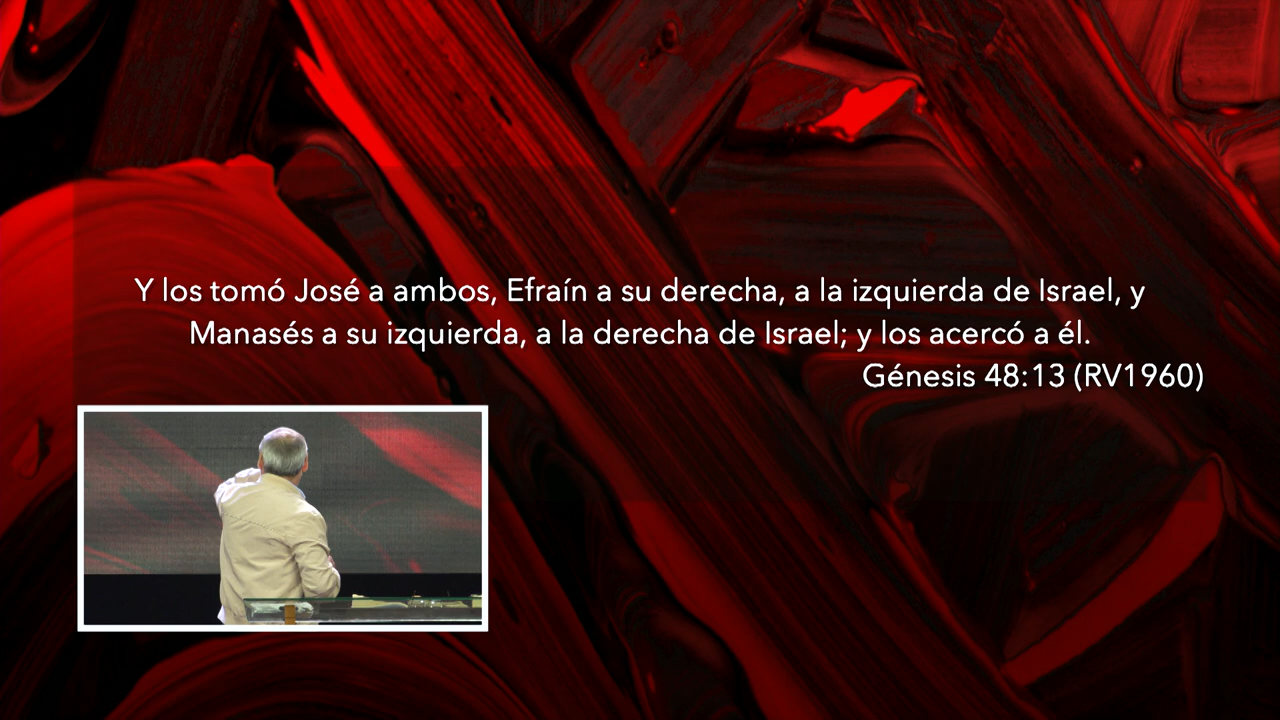 Y los tomó José a ambos, Efraín a su derecha, a la izquierda de Israel, y
Manasés a su izquierda, a la derecha de Israel; y los acercó a él.
Génesis 48:13 (RV1960)